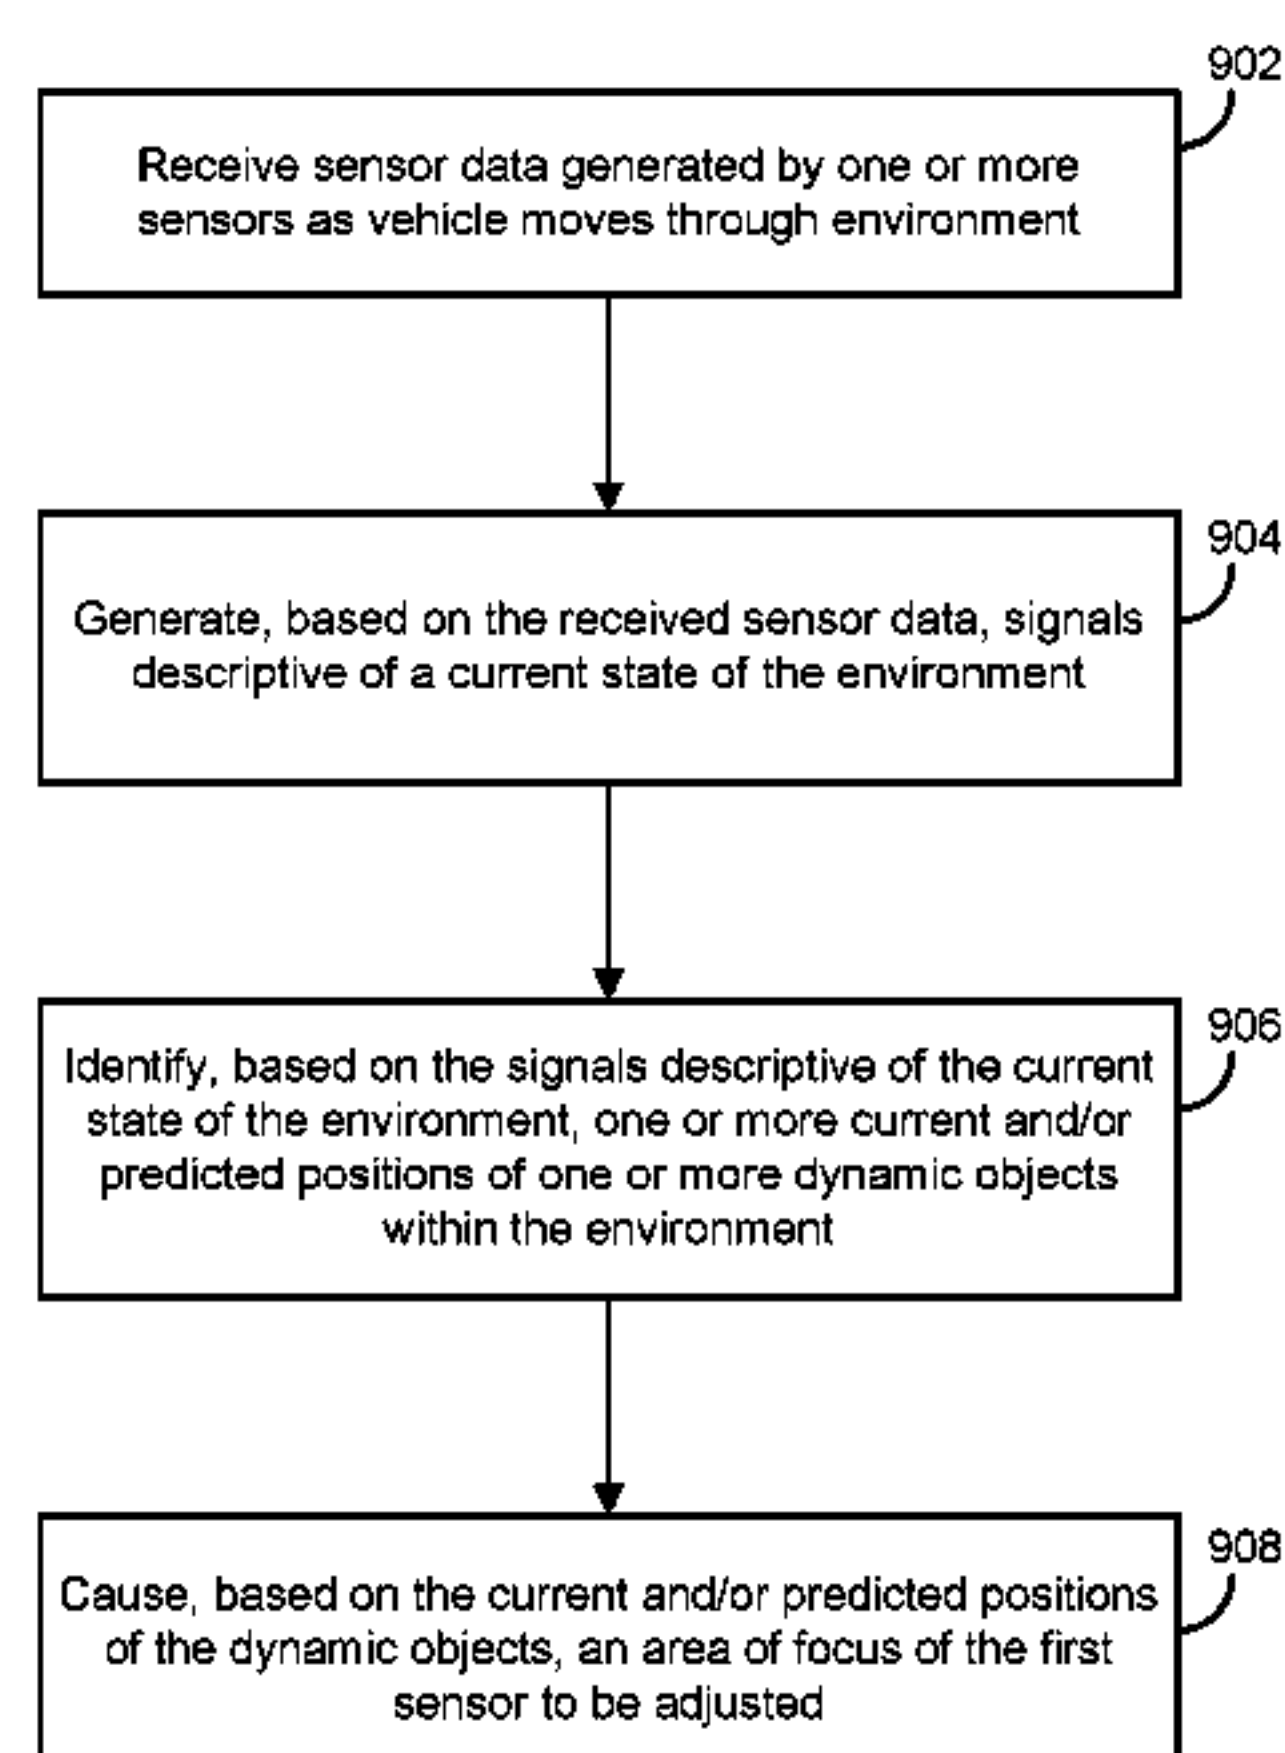 902
Receive sensor data generated by one or more
sensors as vehicle moves through environment
904
Generate, based on the received sensor data, signals
descriptive of a current state of the environment
906
Identify, based on the signals descriptive of the current
state of the environment, one or more current and/or
predicted positions of one or more dynamic objects
within the environment
908
Cause, based on the current and/or predicted positions
of the dynamic objects, an area of focus of the first
sensor to be adjusted